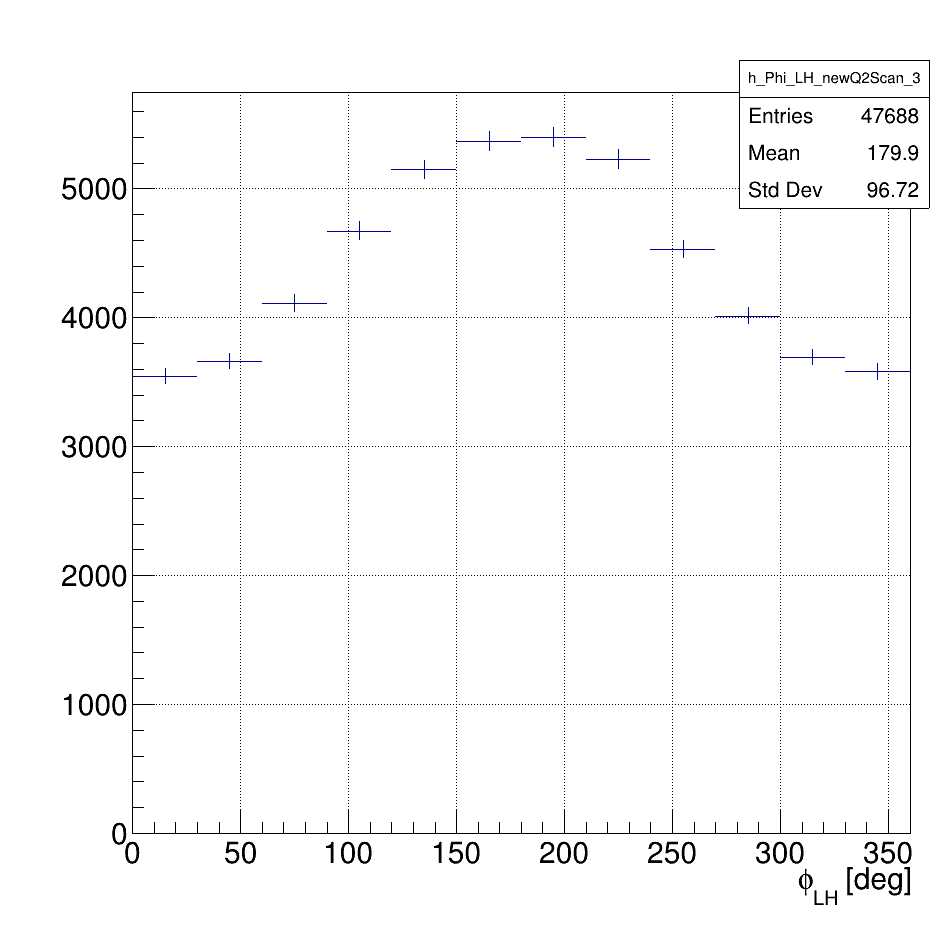 h_Phi_LH_newQ2Scan_3
Entries 47688
Mean 179.9
Std Dev 96.72
5000
4000
3000
2000
1000
0
0 50 100 150 200 250 300 350
ϕLH [deg]